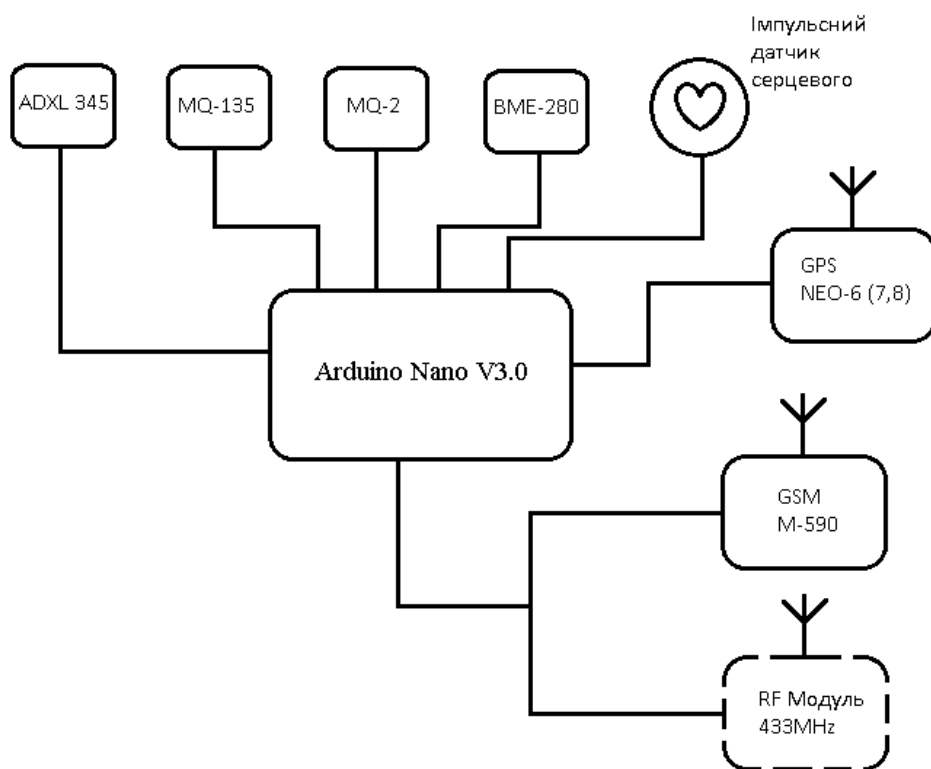 Імпульсний
датчик
серцевого
ADXL 345
MQ-135
MQ-2
BME-280
GPS
NEO-6 (7,8)
Arduino Nano V3.0
GSM
M-590
RF Модуль
433MHz